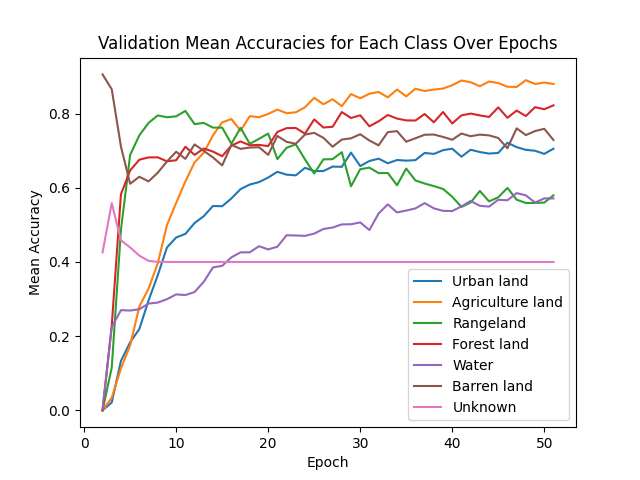 Validation Mean Accuracies for Each Class Over Epochs
Mean Accuracy
0.8
0.6
0.4
0.2
0.0
0
10
20
30
40
50
Epoch
Urban land
Agriculture land
Rangeland
Forest land
Water
Barren land
Unknown